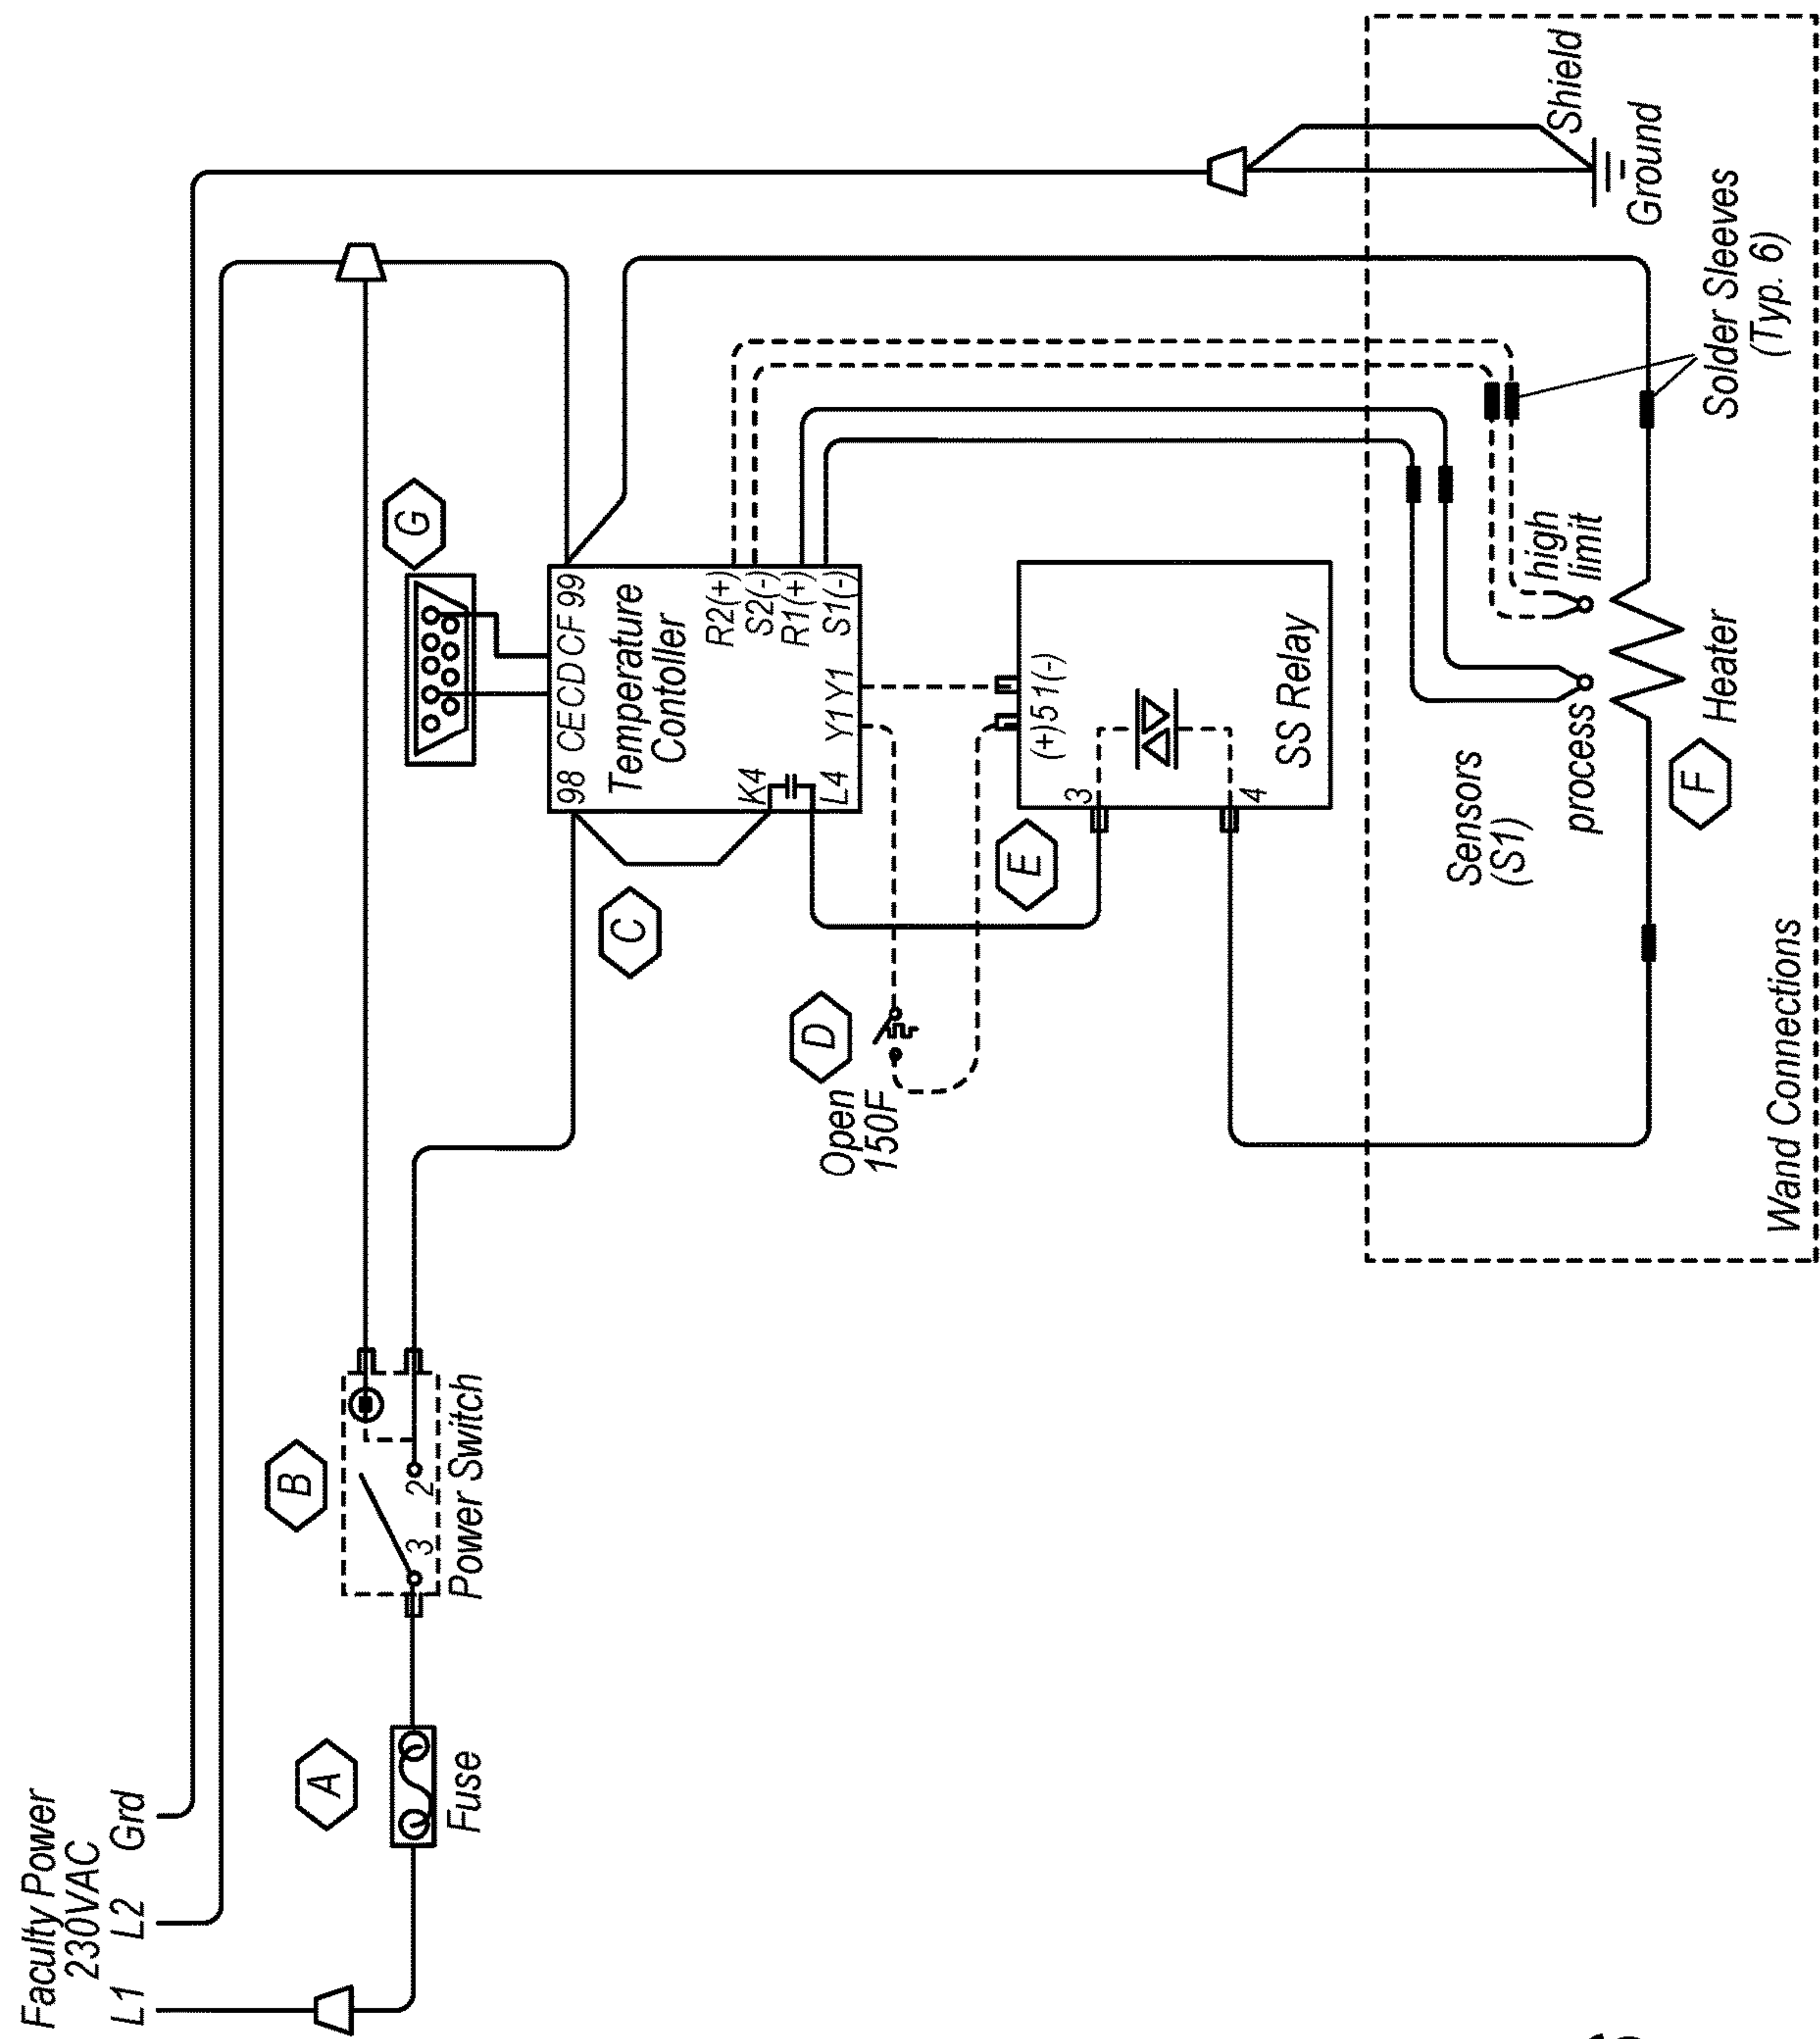 Faculty Power
230VAC
L1 L2 Grd
A
Fuse
B
3 2
Power Switch
C
G
98 CE CD CF 99
Temperature
Contoller
K4
L4
Y1 Y1
R2(+)
S2(-)
R1(+)
S1(-)
D
Open
150F
E
(+)5 1(-)
3
4
SS Relay
Sensors
(S1)
process
high
limit
F
Heater
Shield
Ground
Solder Sleeves
(Typ. 6)
Wand Connections